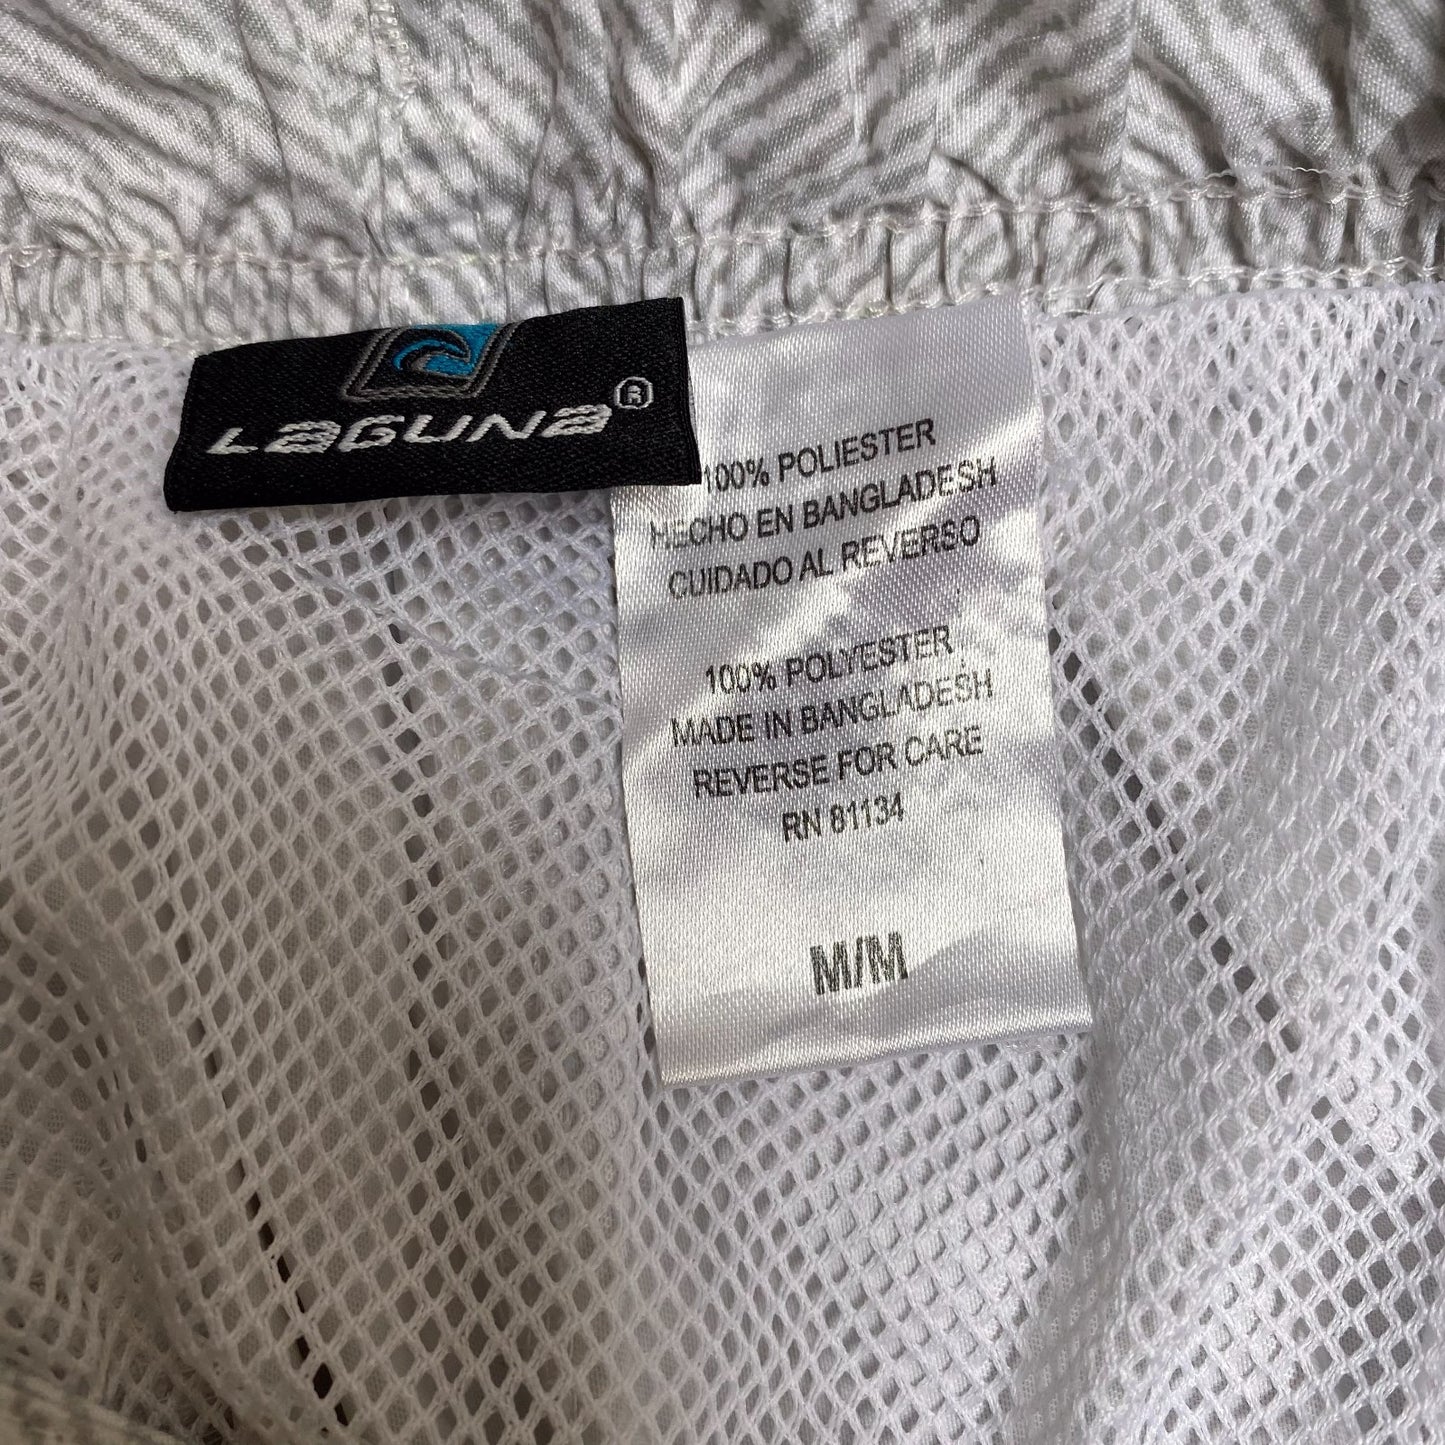 LAGUNA®
100% POLIESTER
HECHO EN BANGLADESH
CUIDADO AL REVERSO
100% POLYESTER
MADE IN BANGLADESH
REVERSE FOR CARE
RN 81134
M/M